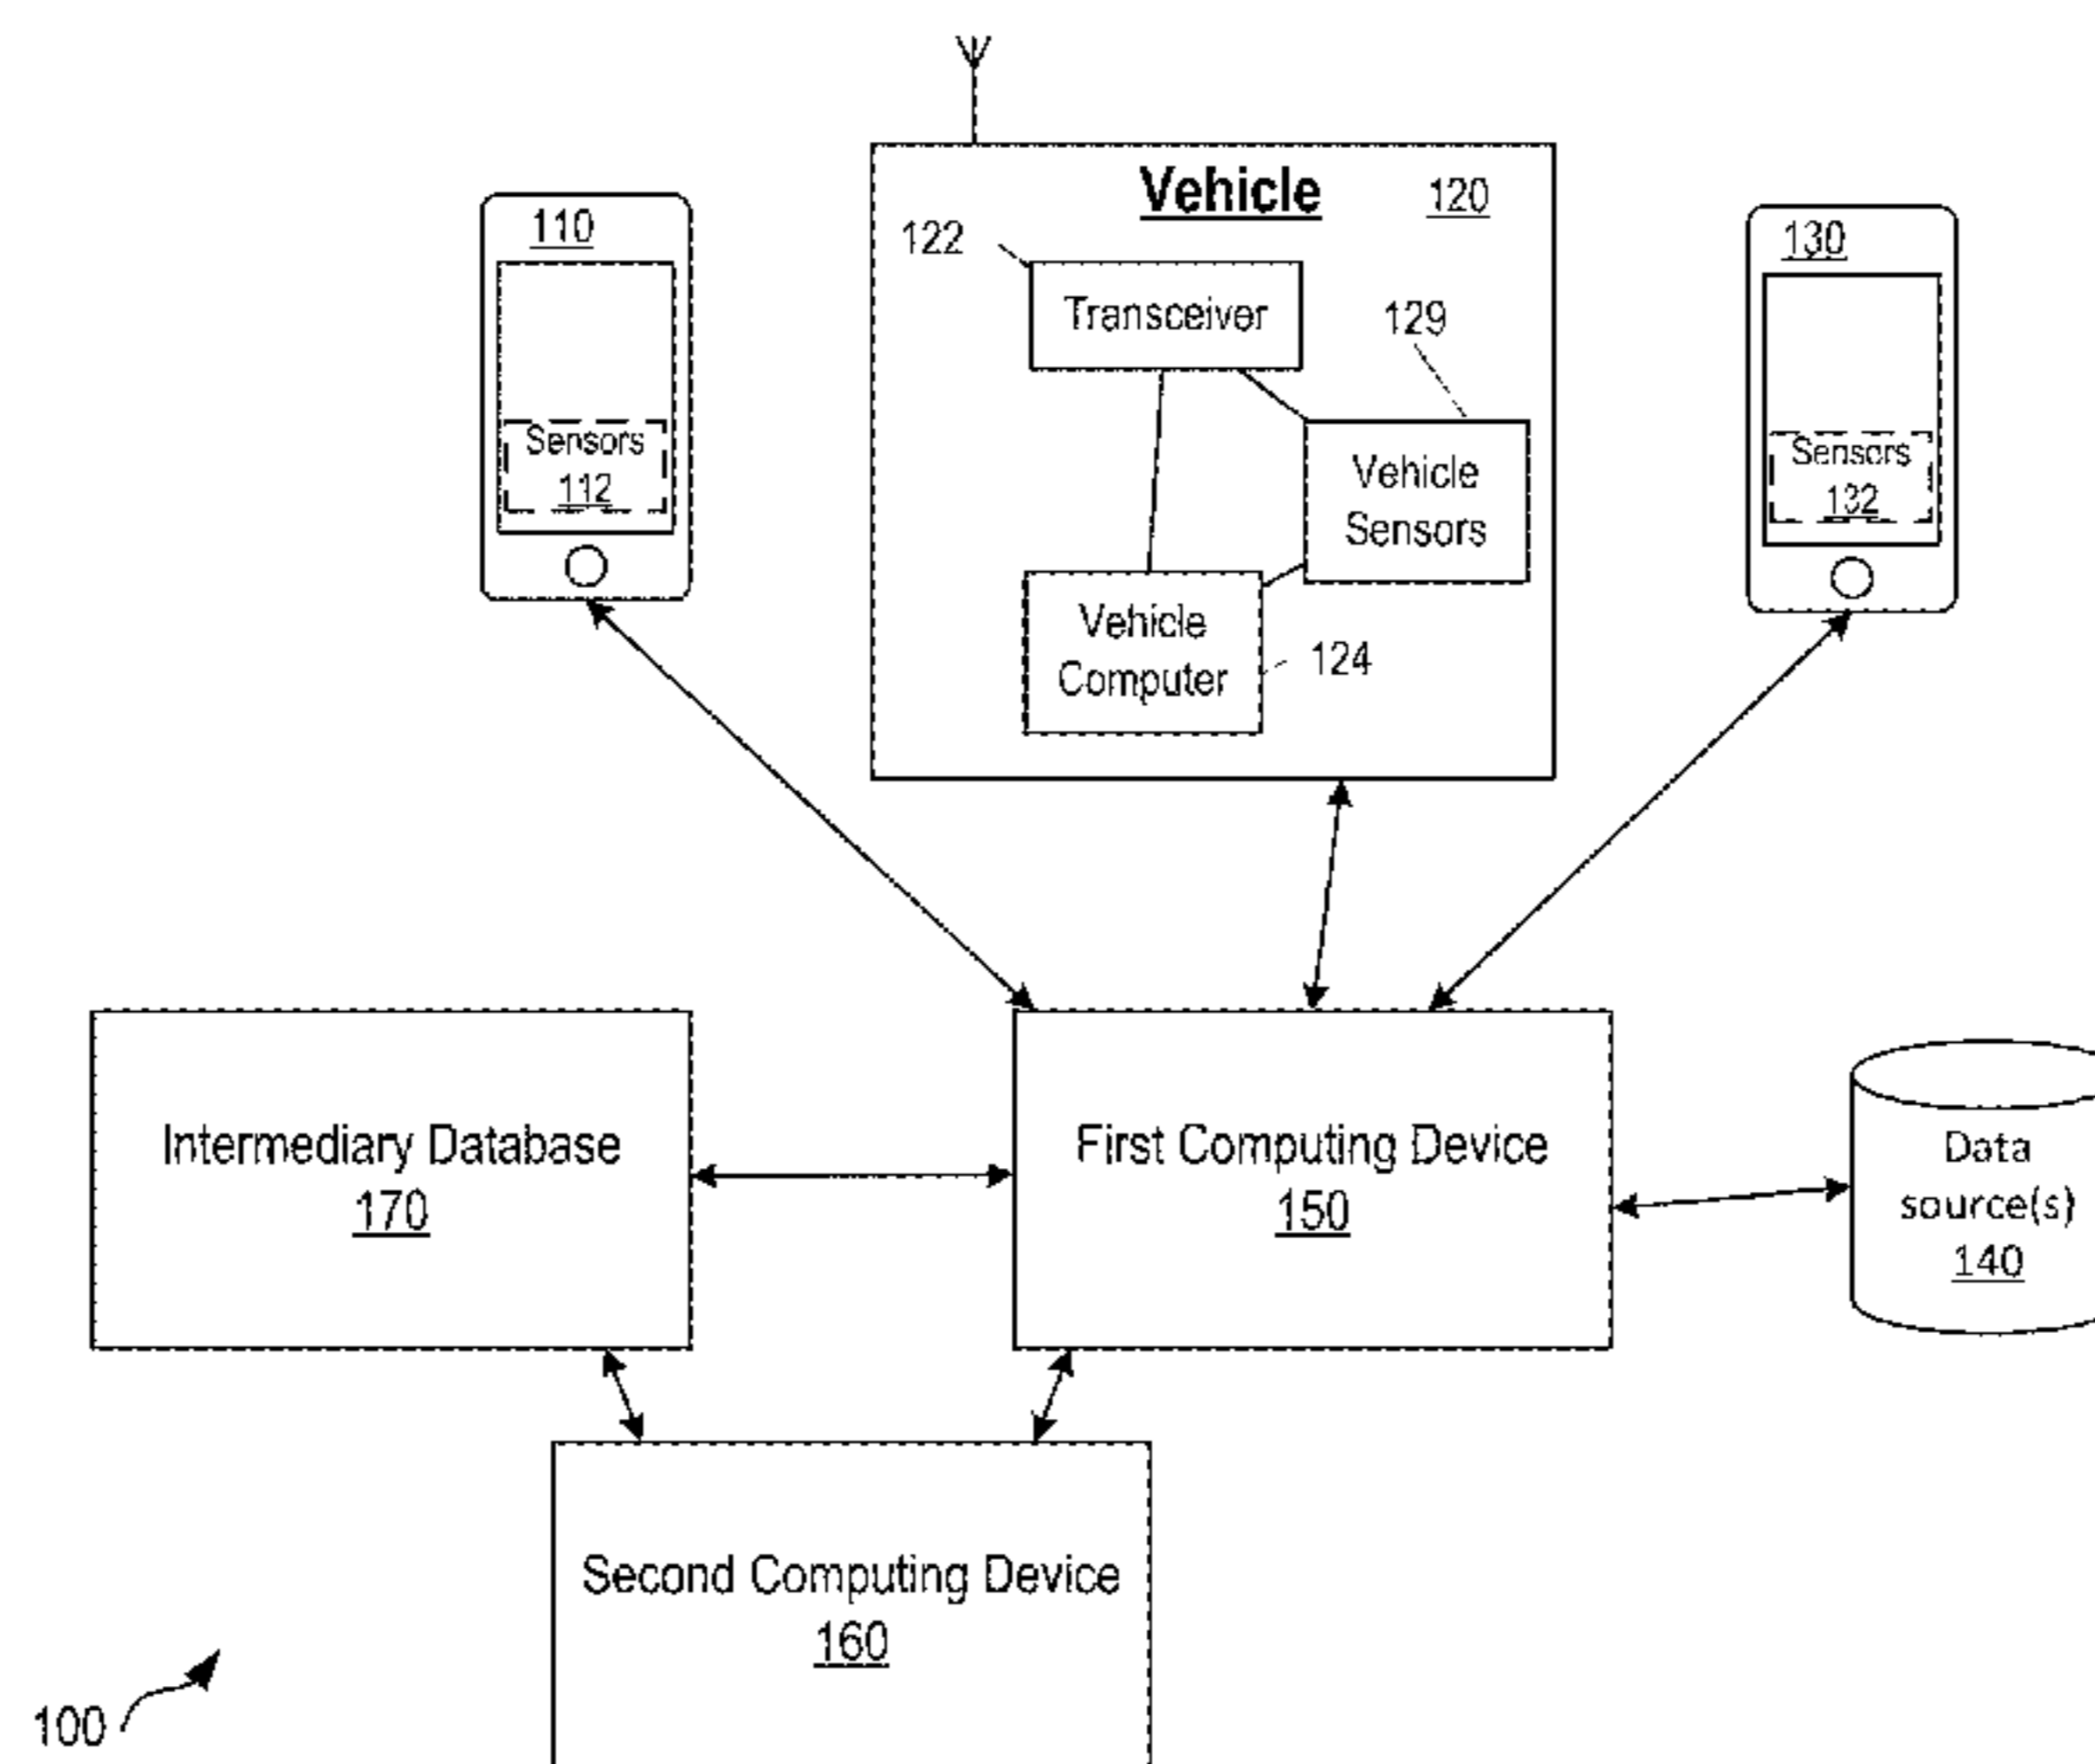 Vehicle 120
110
122
130
Transceiver
129
Sensors
112
Vehicle
Sensors
Sensors
132
Vehicle
Computer
124
Intermediary Database
170
First Computing Device
150
Data
source(s)
140
Second Computing Device
160
100